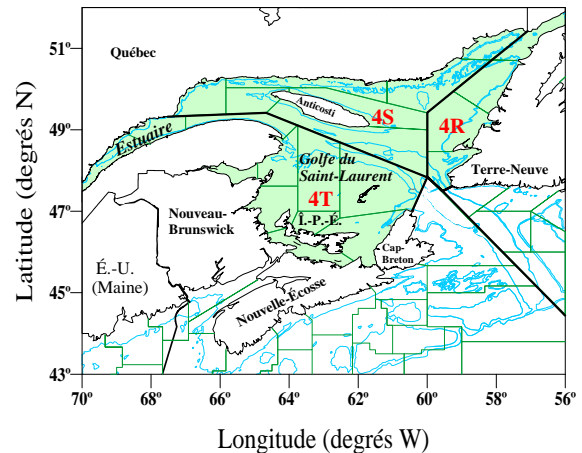 Latitude (degrés N)
51º
49º
47º
45º
43º
Québec
Anticosti
4S
4R
Estuaire
Golfe du
Saint-Laurent
4T
Terre-Neuve
Î.-P.-É.
Nouveau-
Brunswick
Cap-
Breton
É.-U.
(Maine)
Nouvelle-Écosse
70º 68º 66º 64º 62º 60º 58º 56º
Longitude (degrés W)